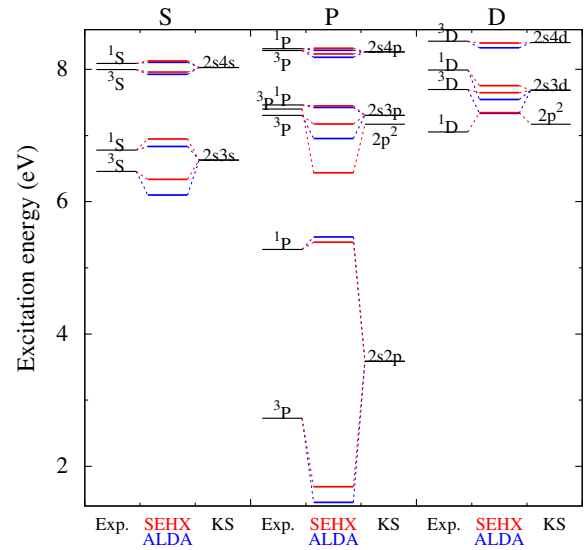 S P D
8
6
4
2
Excitation energy (eV)
¹S
³S
2s4s
¹S
³S
2s3s
¹P
³P
2s4p
³P
¹P
³P
2s3p
2p²
¹P
2s2p
³P
³D
2s4d
¹D
³D
2s3d
2p²
¹D
Exp. SEHX KS Exp. SEHX KS Exp. SEHX KS
ALDA ALDA ALDA